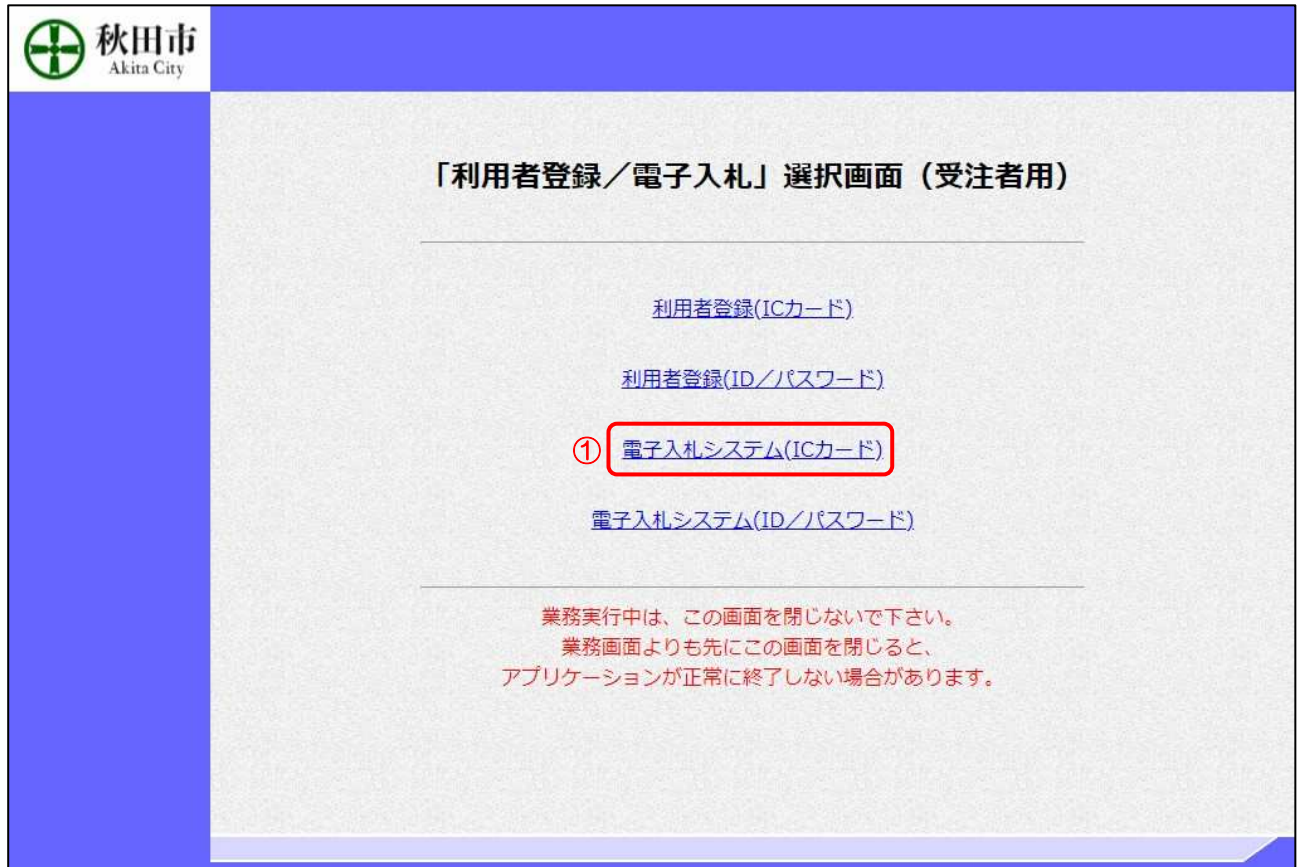 秋田市
Akita City
「利用者登録／電子入札」選択画面（受注者用）
利用者登録(ICカード)
利用者登録(ID／パスワード)
① 電子入札システム(ICカード)
電子入札システム(ID／パスワード)
業務実行中は、この画面を閉じないで下さい。
業務画面よりも先にこの画面を閉じると、
アプリケーションが正常に終了しない場合があります。